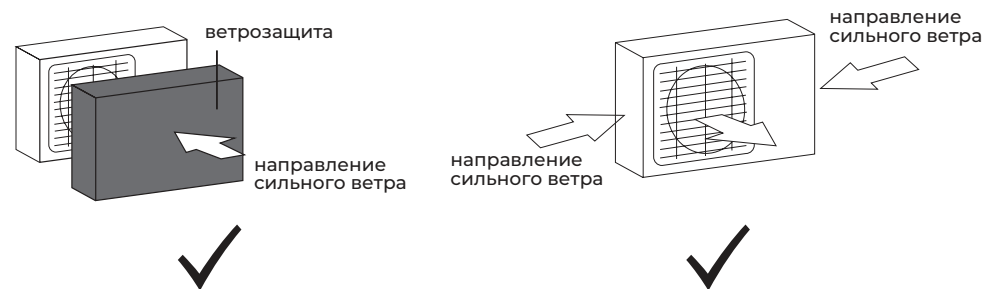 ветрозащита
направление
сильного ветра
направление
сильного ветра
направление
сильного ветра